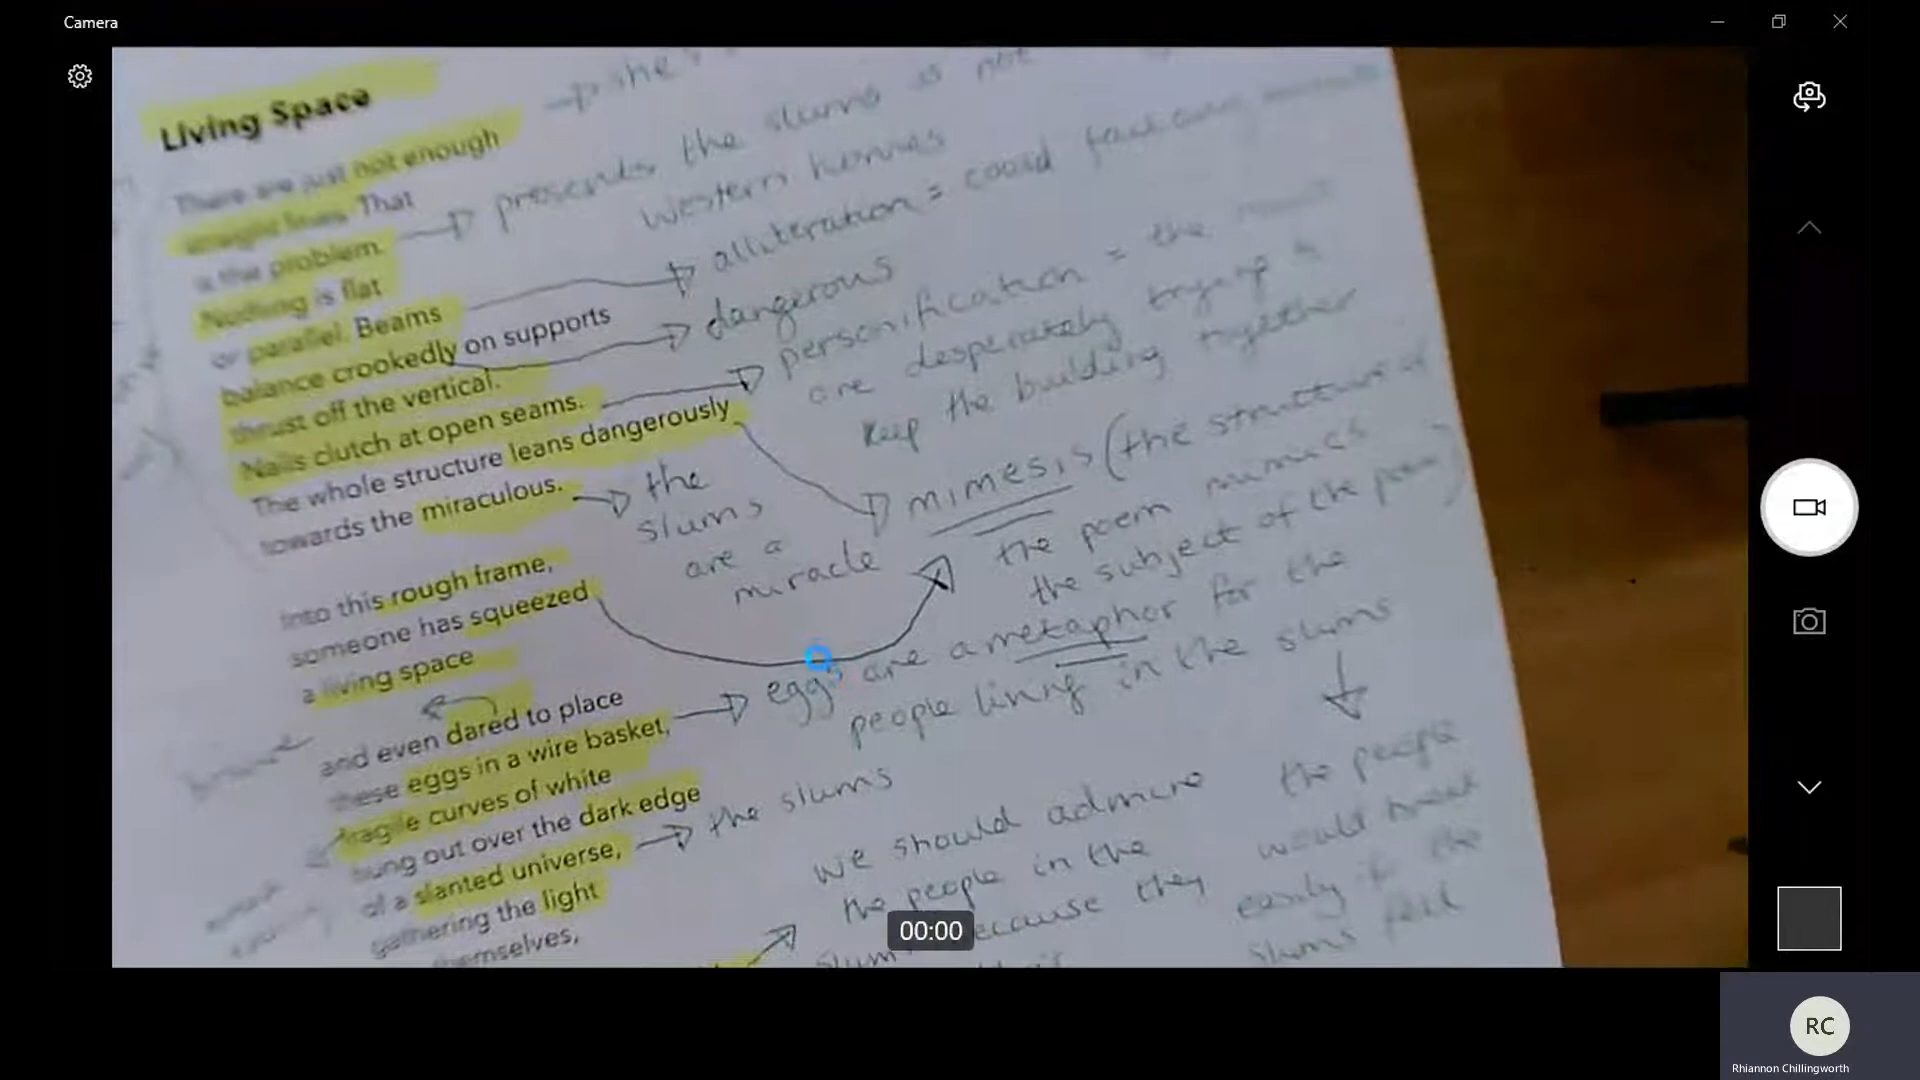 Camera
Living Space
There are just not enough
straight lines. That
is the problem.
Nothing is flat
or parallel. Beams
balance crookedly on supports
thrust off the vertical.
Nails clutch at open seams.
The whole structure leans dangerously
towards the miraculous.
Into this rough frame,
someone has squeezed
a living space
and even dared to place
these eggs in a wire basket,
fragile curves of white
hung out over the dark edge
of a slanted universe,
gathering the light
themselves,
presents the slums is not
western homes
alliteration = could
dangerous
personification = the
are desperately trying to
keep the building together
the
slums
are a
miracle
mimesis (the structure of
the poem mimics
the subject of the poem)
eggs are a metaphor for the
people living in the slums
the slums
we should admire
the people in the
slums because they
the people
would break
easily if the
slums fell
00:00
RC
Rhiannon Chillingworth